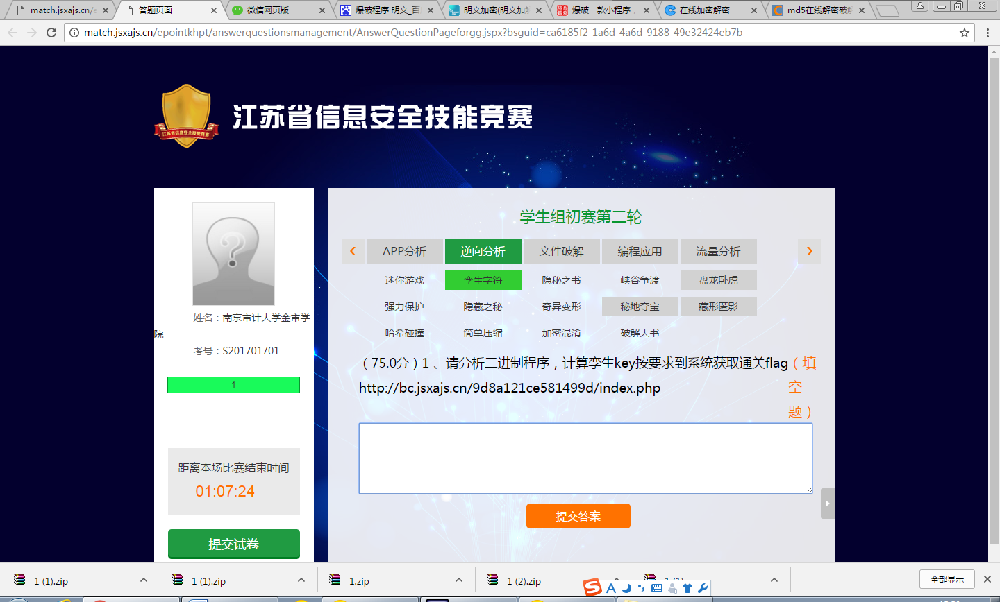 match.jsxajs.cn/e
答题页面
微信网页版
爆破程序 明文_百
明文加密(明文加
爆破一款小程序
在线加密解密
md5在线解密破
match.jsxajs.cn/epointkhpt/answerquestionsmanagement/AnswerQuestionPageforgg.jspx?bsguid=ca6185f2-1a6d-4a6d-9188-49e32424eb7b
江苏省信息安全技能竞赛
江苏省信息安全技能竞赛
学生组初赛第二轮
APP分析 逆向分析 文件破解 编程应用 流量分析
迷你游戏 孪生字符 隐秘之书 峡谷争渡 盘龙卧虎
强力保护 隐藏之秘 奇异变形 秘地夺宝 藏形匿影
哈希碰撞 简单压缩 加密混淆 破解天书
姓名：南京审计大学金审学
院
考号：S201701701
1
距离本场比赛结束时间
01:07:24
提交试卷
（75.0分）1 、请分析二进制程序，计算孪生key按要求到系统获取通关flag（填
http://bc.jsxajs.cn/9d8a121ce581499d/index.php 空
题）
提交答案
1 (1).zip
1 (1).zip
1.zip
1 (2).zip
全部显示